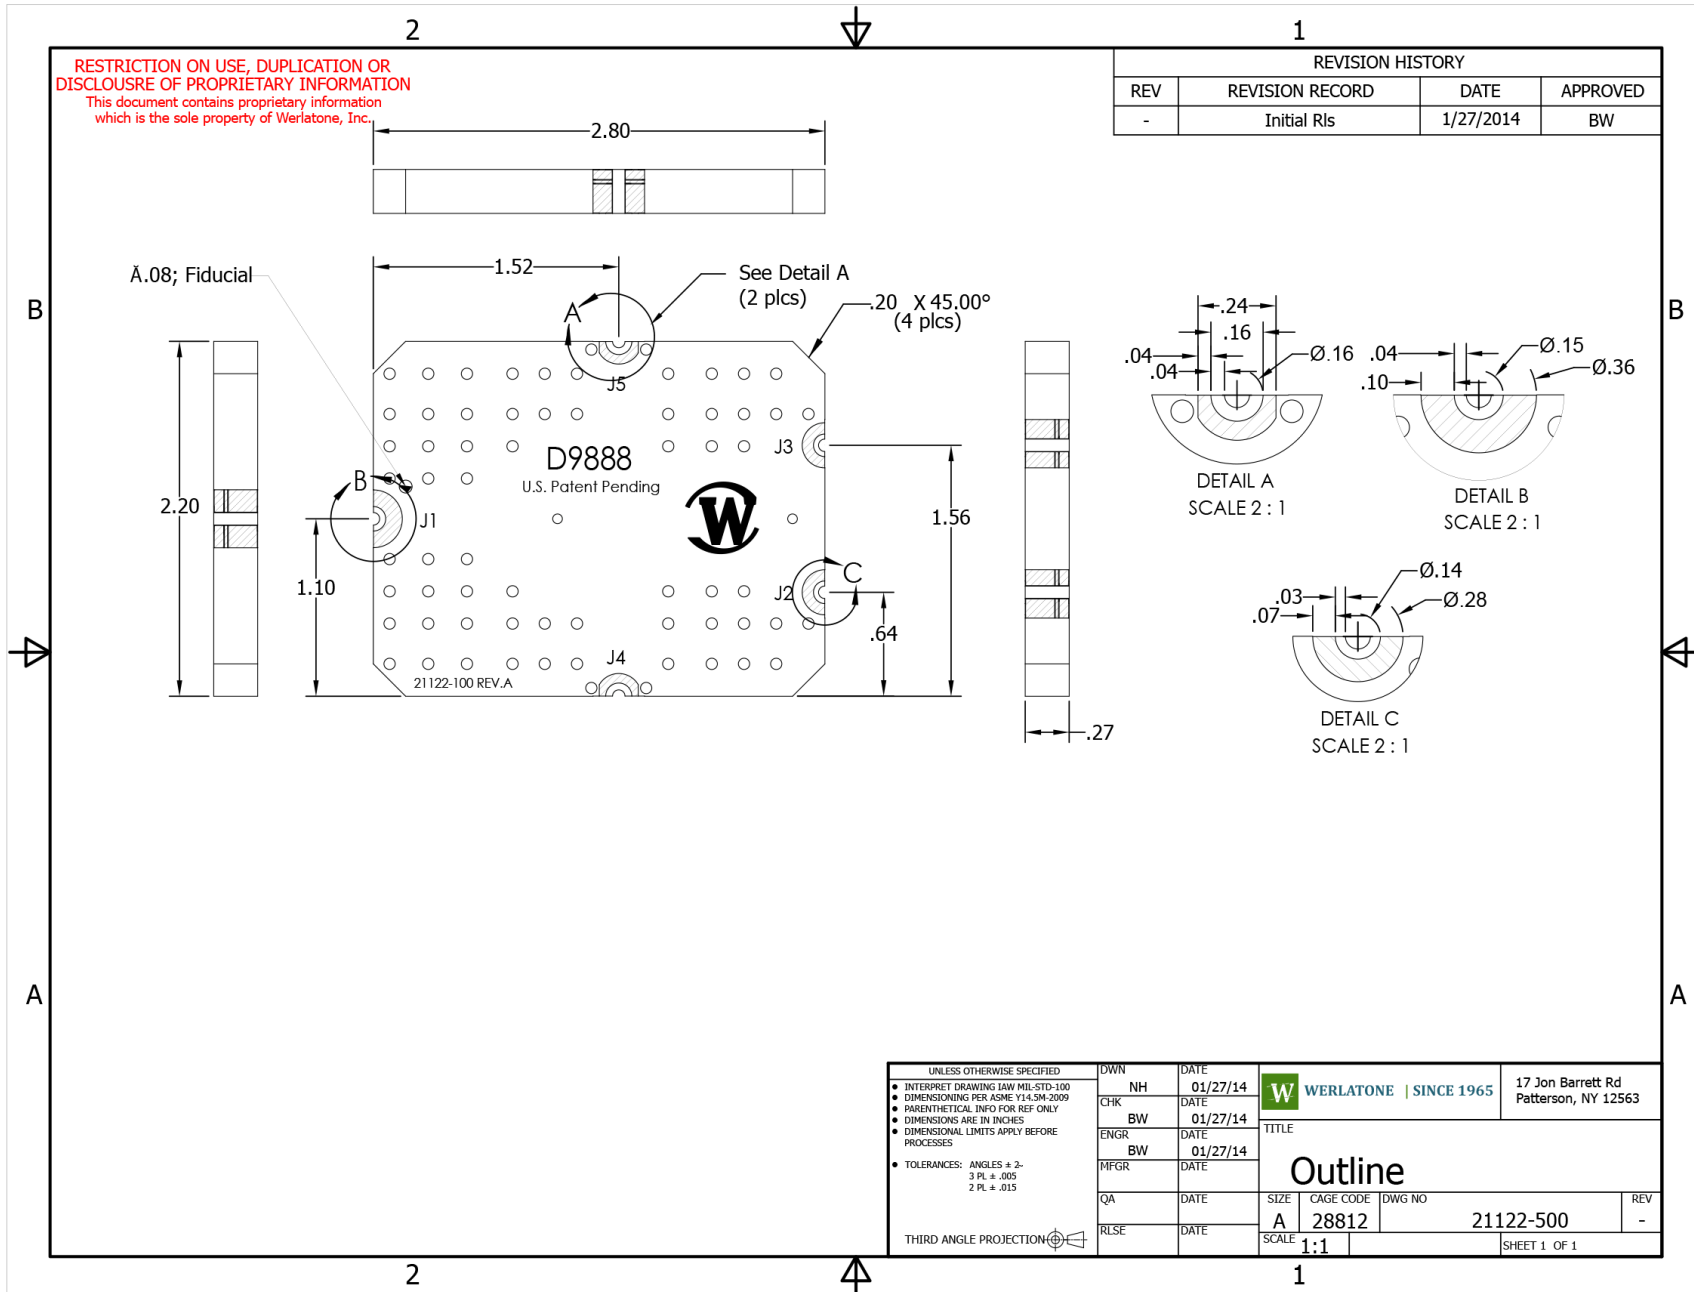 2
1
RESTRICTION ON USE, DUPLICATION OR
DISCLOUSRE OF PROPRIETARY INFORMATION
This document contains proprietary information
which is the sole property of Werlatone, Inc.
REVISION HISTORY
REV
REVISION RECORD
DATE
APPROVED
-
Initial Rls
1/27/2014
BW
2.80
Ă.08; Fiducial
1.52
See Detail A
(2 plcs)
.20 X 45.00°
(4 plcs)
B
B
A
J5
J3
D9888
U.S. Patent Pending
W
B
J1
2.20
1.10
1.56
C
J2
.64
J4
21122-100 REV.A
.27
.24
.16
.04
.04
Ø.16
DETAIL A
SCALE 2 : 1
.04
.10
Ø.15
Ø.36
DETAIL B
SCALE 2 : 1
.03
.07
Ø.14
Ø.28
DETAIL C
SCALE 2 : 1
A
A
UNLESS OTHERWISE SPECIFIED
• INTERPRET DRAWING IAW MIL-STD-100
• DIMENSIONING PER ASME Y14.5M-2009
• PARENTHETICAL INFO FOR REF ONLY
• DIMENSIONS ARE IN INCHES
• DIMENSIONAL LIMITS APPLY BEFORE
PROCESSES
• TOLERANCES: ANGLES ± 2~
3 PL ± .005
2 PL ± .015
THIRD ANGLE PROJECTION
DWN
NH
DATE
01/27/14
CHK
BW
DATE
01/27/14
ENGR
BW
DATE
01/27/14
MFGR
DATE
QA
DATE
RLSE
DATE
W WERLATONE | SINCE 1965
17 Jon Barrett Rd
Patterson, NY 12563
TITLE
Outline
SIZE
A
CAGE CODE
28812
DWG NO
21122-500
REV
-
SCALE 1:1
SHEET 1 OF 1
2
1